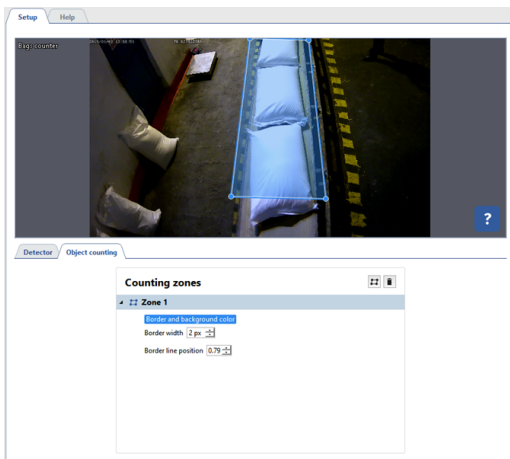 Setup Help
Bags counter
?
Detector Object counting
Counting zones
Zone 1
Border and background color
Border width 2 px
Border line position 0.79